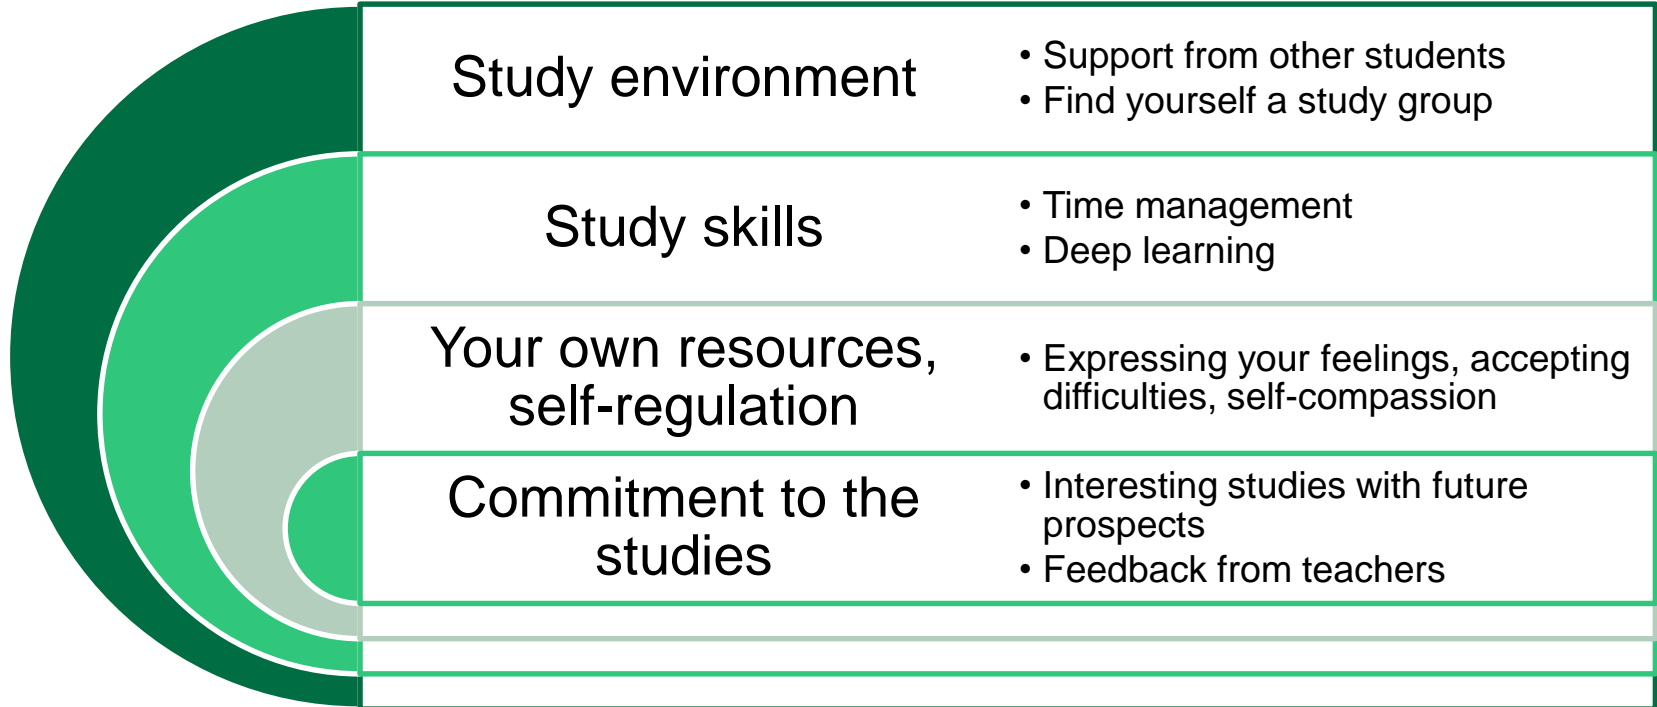 Study environment
• Support from other students
• Find yourself a study group
Study skills
• Time management
• Deep learning
Your own resources,
self-regulation
• Expressing your feelings, accepting
difficulties, self-compassion
Commitment to the
studies
• Interesting studies with future
prospects
• Feedback from teachers